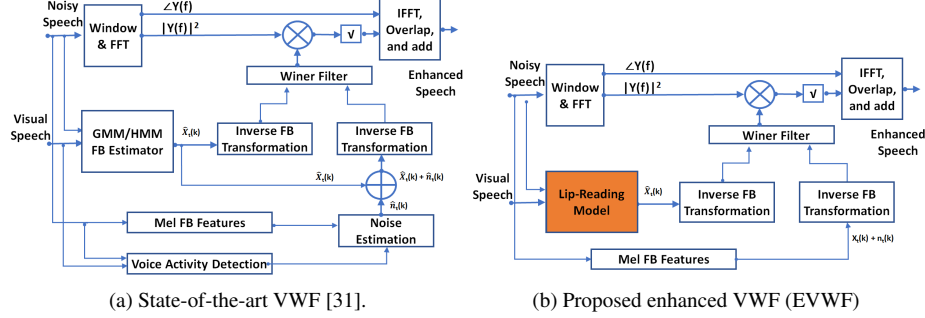 Noisy
Speech
Window
& FFT
∠Y(f)
|Y(f)|²
√
IFFT,
Overlap,
and add
Enhanced
Speech
Winer Filter
Visual
Speech
GMM/HMM
FB Estimator
X̂ₜ(k)
Inverse FB
Transformation
Inverse FB
Transformation
X̂ₜ(k)
X̂ₜ(k) + n̂ₜ(k)
n̂ₜ(k)
Mel FB Features
Noise
Estimation
Voice Activity Detection
(a) State-of-the-art VWF [31].
Noisy
Speech
Window
& FFT
∠Y(f)
|Y(f)|²
√
IFFT,
Overlap,
and add
Enhanced
Speech
Winer Filter
Visual
Speech
Lip-Reading
Model
X̂ₜ(k)
Inverse FB
Transformation
Inverse FB
Transformation
Xₜ(k) + nₜ(k)
Mel FB Features
(b) Proposed enhanced VWF (EVWF)